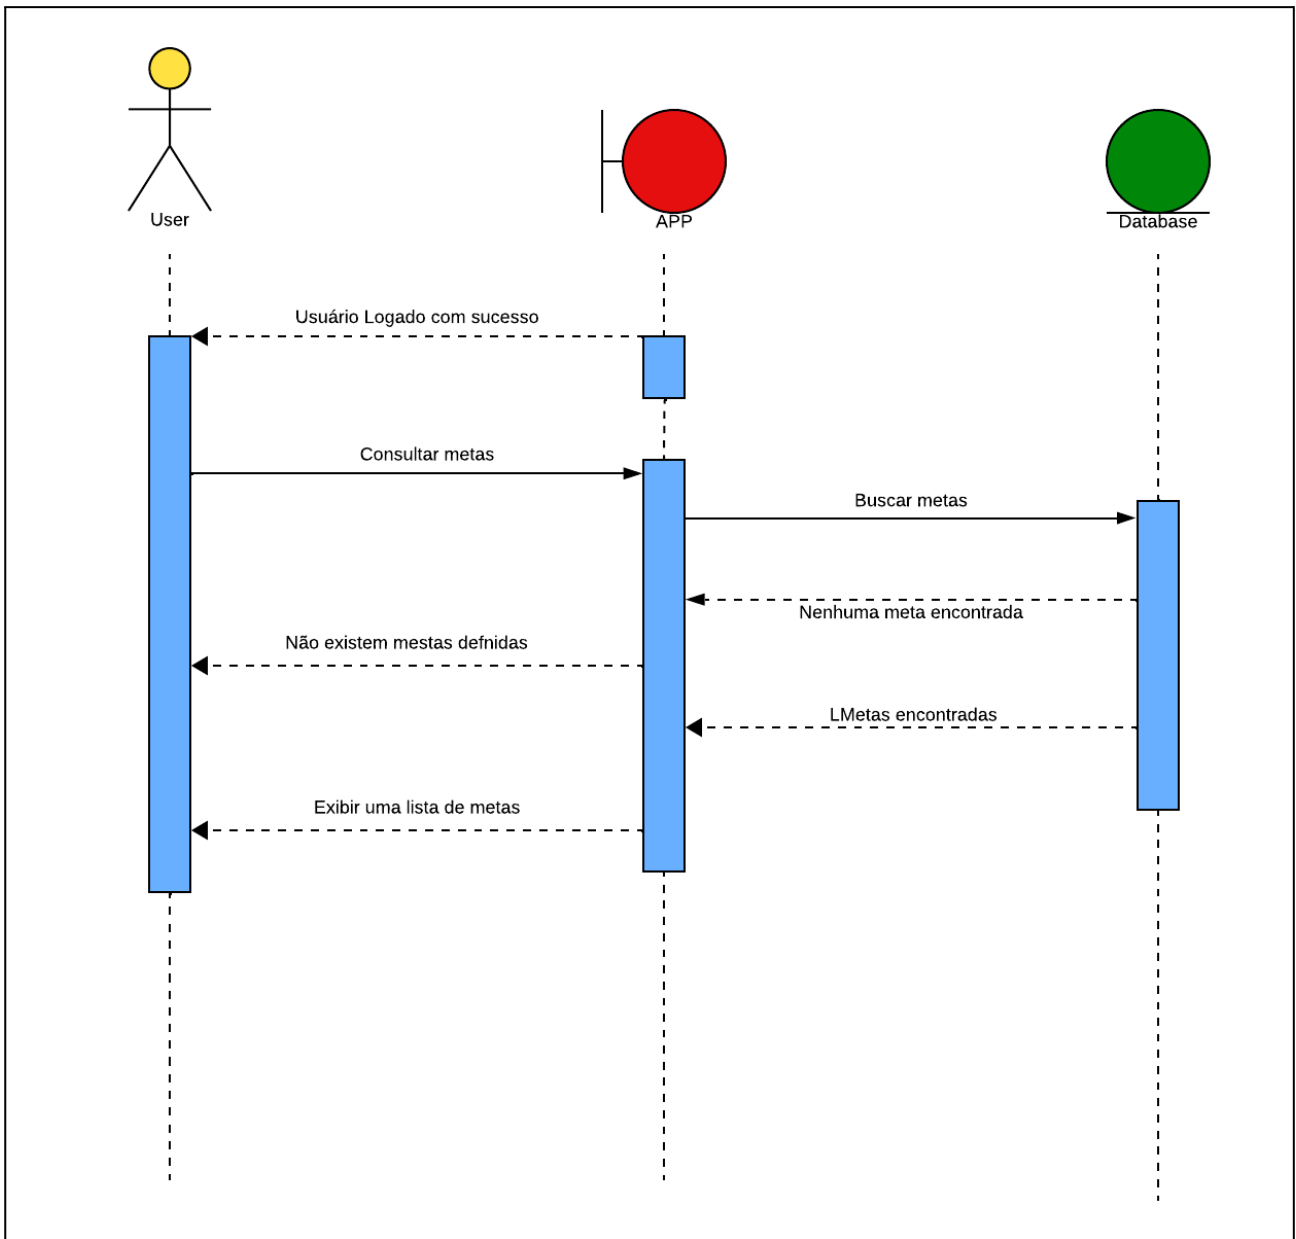 User
APP
Database
Usuário Logado com sucesso
Consultar metas
Buscar metas
Nenhuma meta encontrada
Não existem mestas defnidas
LMetas encontradas
Exibir uma lista de metas